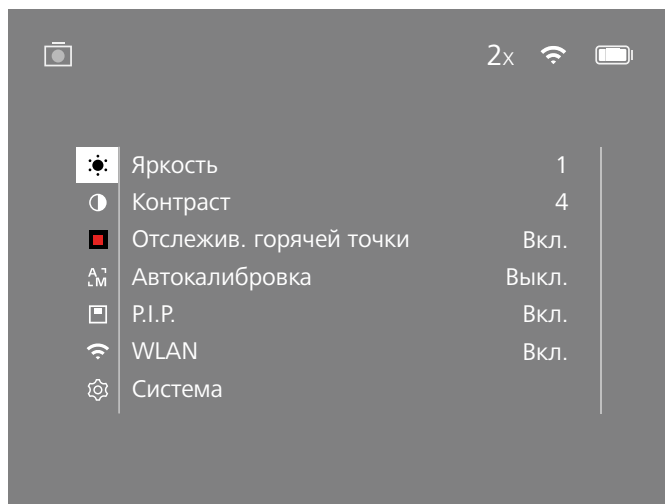 2x
Яркость 1
Контраст 4
Отслежив. горячей точки Вкл.
A M Автокалибровка Выкл.
P.I.P. Вкл.
WLAN Вкл.
Система